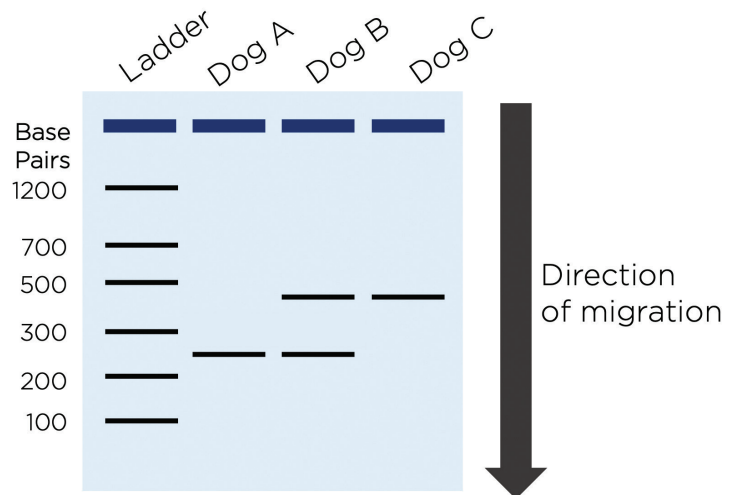 Ladder
Dog A
Dog B
Dog C
Base
Pairs
1200
700
500
300
200
100
Direction
of migration